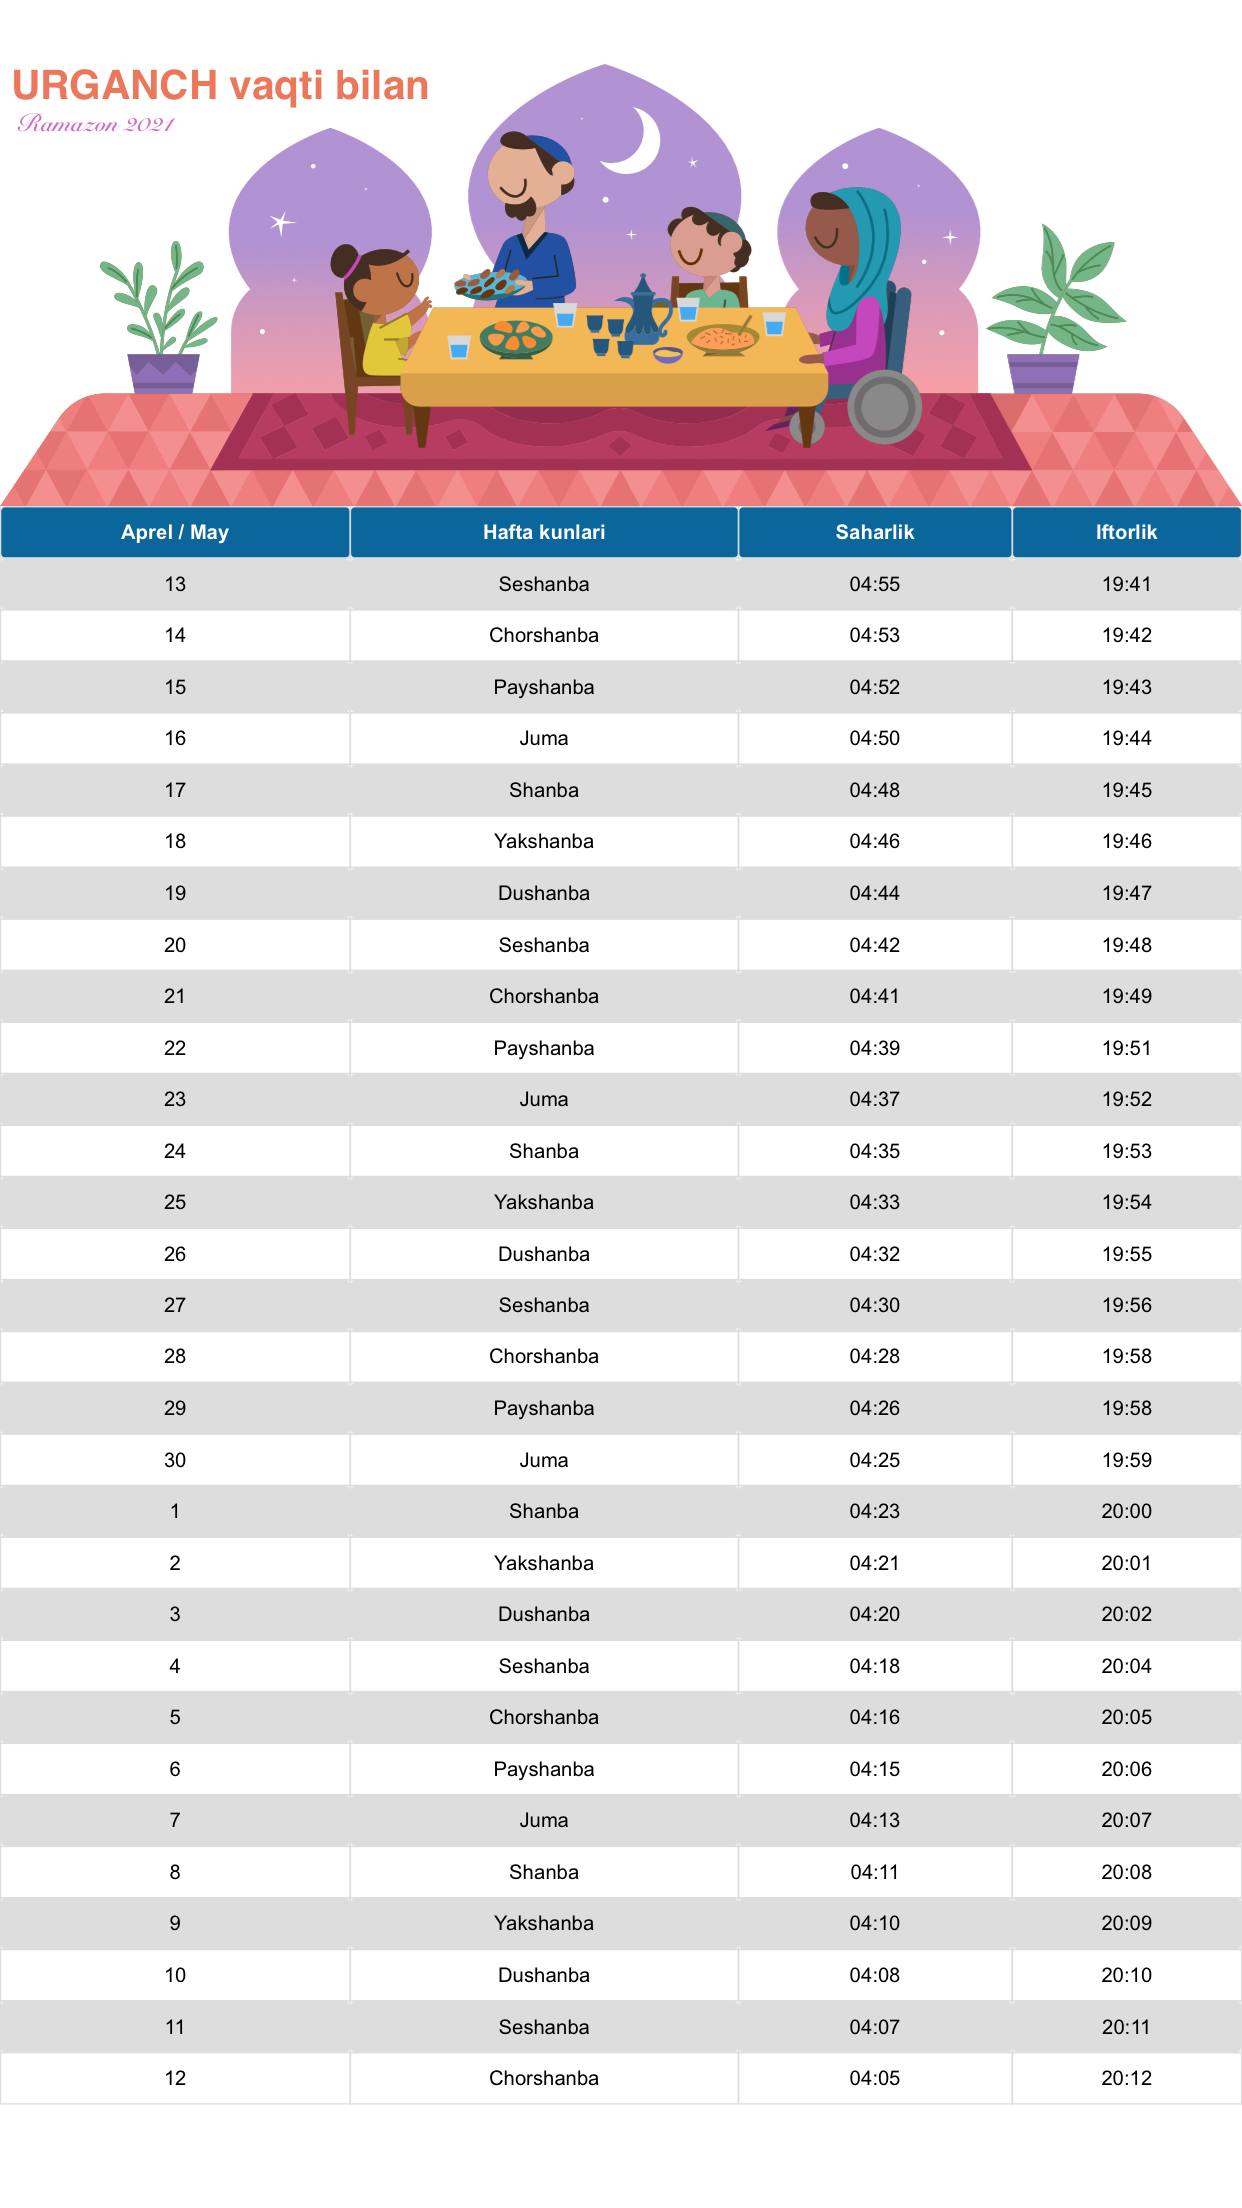 URGANCH vaqti bilan
Ramazon 2021
Aprel / May Hafta kunlari Saharlik Iftorlik
13 Seshanba 04:55 19:41
14 Chorshanba 04:53 19:42
15 Payshanba 04:52 19:43
16 Juma 04:50 19:44
17 Shanba 04:48 19:45
18 Yakshanba 04:46 19:46
19 Dushanba 04:44 19:47
20 Seshanba 04:42 19:48
21 Chorshanba 04:41 19:49
22 Payshanba 04:39 19:51
23 Juma 04:37 19:52
24 Shanba 04:35 19:53
25 Yakshanba 04:33 19:54
26 Dushanba 04:32 19:55
27 Seshanba 04:30 19:56
28 Chorshanba 04:28 19:58
29 Payshanba 04:26 19:58
30 Juma 04:25 19:59
1 Shanba 04:23 20:00
2 Yakshanba 04:21 20:01
3 Dushanba 04:20 20:02
4 Seshanba 04:18 20:04
5 Chorshanba 04:16 20:05
6 Payshanba 04:15 20:06
7 Juma 04:13 20:07
8 Shanba 04:11 20:08
9 Yakshanba 04:10 20:09
10 Dushanba 04:08 20:10
11 Seshanba 04:07 20:11
12 Chorshanba 04:05 20:12